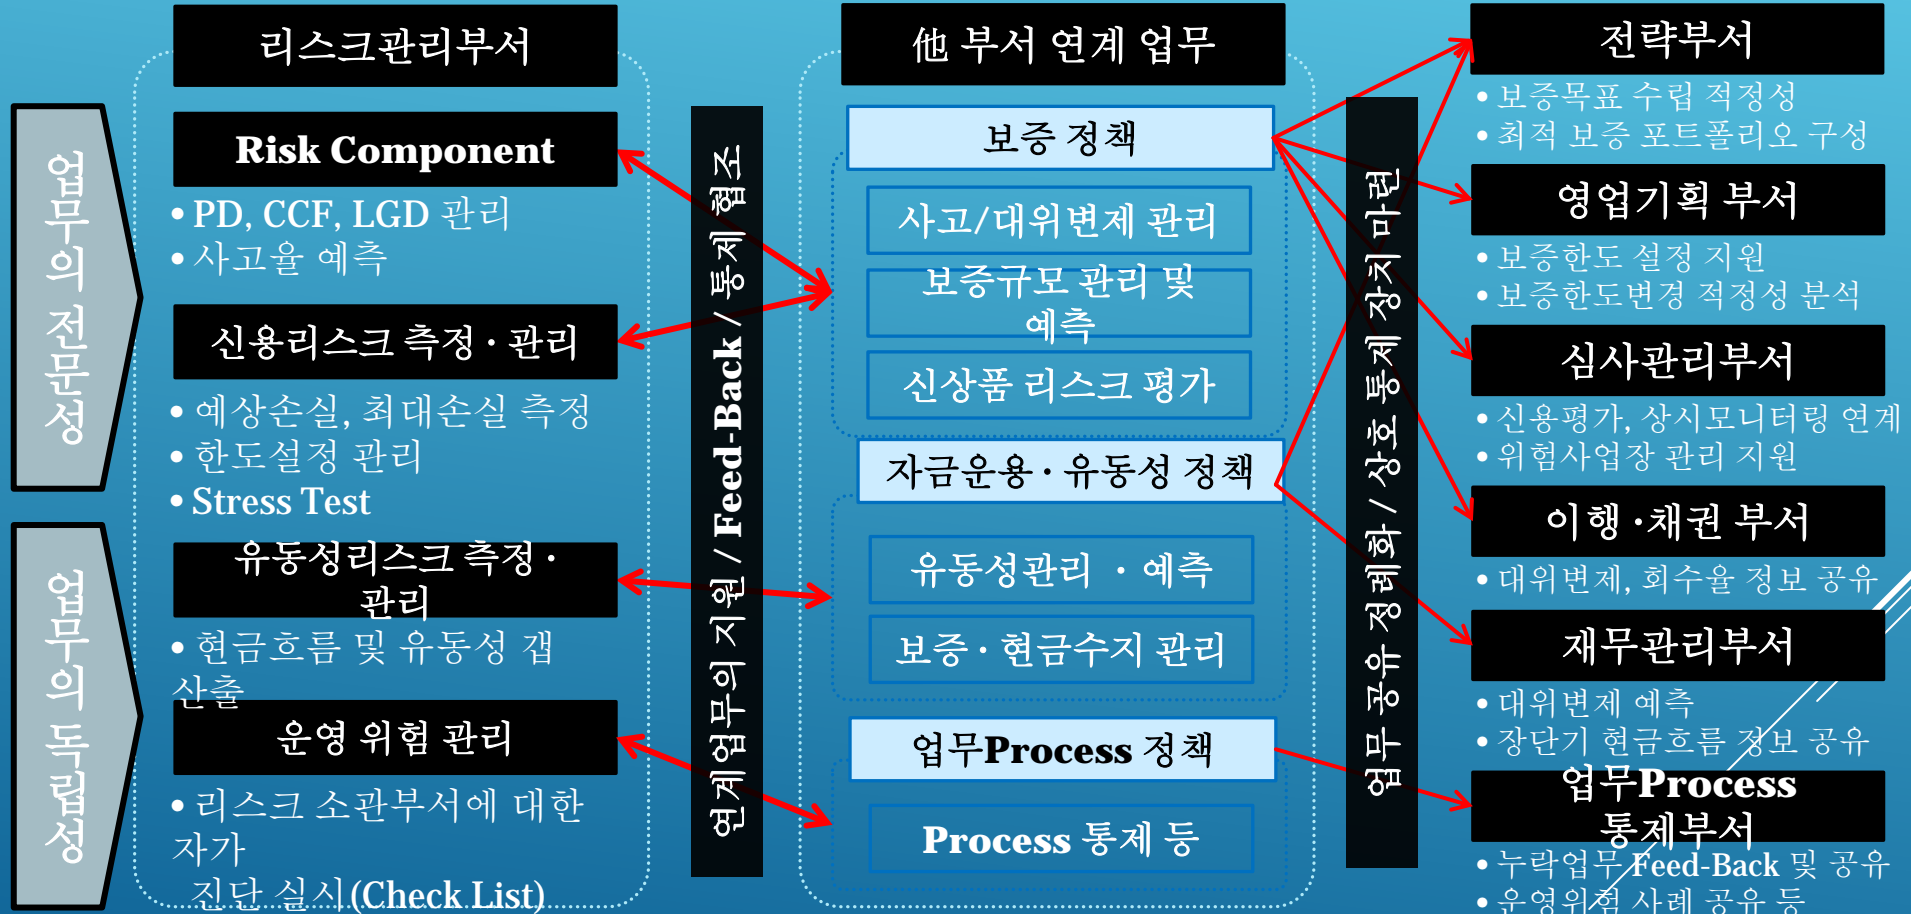 업무의 전문성
업무의 독립성
리스크관리부서
Risk Component
• PD, CCF, LGD 관리
• 사고율 예측
신용리스크 측정 · 관리
• 예상손실, 최대손실 측정
• 한도설정 관리
• Stress Test
유동성리스크 측정 ·
관리
• 현금흐름 및 유동성 갭
산출
운영 위험 관리
• 리스크 소관부서에 대한
자가
진단 실시(Check List)
연계업무의 지원 / Feed-Back / 통제 협조
他 부서 연계 업무
보증 정책
사고/대위변제 관리
보증규모 관리 및
예측
신상품 리스크 평가
자금운용 · 유동성 정책
유동성관리 · 예측
보증 · 현금수지 관리
업무Process 정책
Process 통제 등
업무 공유 정례화 / 상호 통제 장치 마련
전략부서
• 보증목표 수립 적정성
• 최적 보증 포트폴리오 구성
영업기획 부서
• 보증한도 설정 지원
• 보증한도변경 적정성 분석
심사관리부서
• 신용평가, 상시모니터링 연계
• 위험사업장 관리 지원
이행 ·채권 부서
• 대위변제, 회수율 정보 공유
재무관리부서
• 대위변제 예측
• 장단기 현금흐름 정보 공유
업무Process
통제부서
• 누락업무 Feed-Back 및 공유
• 운영위험 사례 공유 등